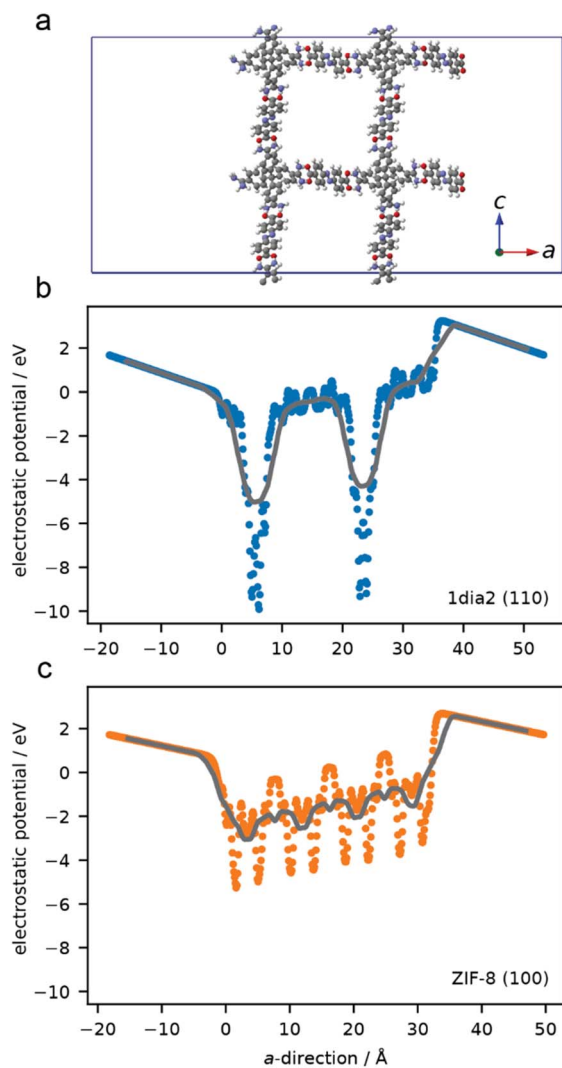 a
c
a
b
electrostatic potential / eV
2
0
−2
−4
−6
−8
−10
1dia2 (110)
−20 −10 0 10 20 30 40 50
c
electrostatic potential / eV
2
0
−2
−4
−6
−8
−10
ZIF-8 (100)
−20 −10 0 10 20 30 40 50
a-direction / Å